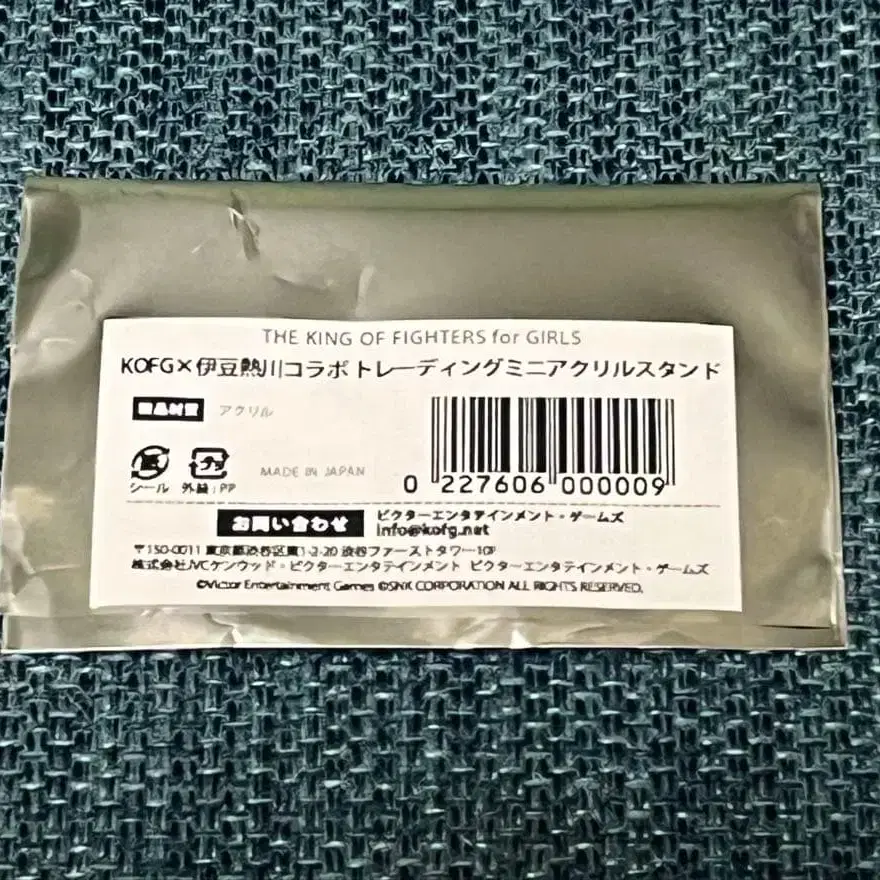 THE KING OF FIGHTERS for GIRLS
KOFG×伊豆熱川コラボトレーディングミニアクリルスタンド
商品材質 アクリル
プラ
シール 外装:PP
MADE IN JAPAN
0 227606 000009
お問い合わせ
ビクターエンタテインメント・ゲームズ
info@kofg.net
〒150-0011 東京都渋谷区東1-2-20 渋谷ファーストタワー10F
株式会社JVCケンウッド・ビクターエンタテインメント ビクターエンタテインメント・ゲームズ
©Victor Entertainment Games ©SNK CORPORATION ALL RIGHTS RESERVED.